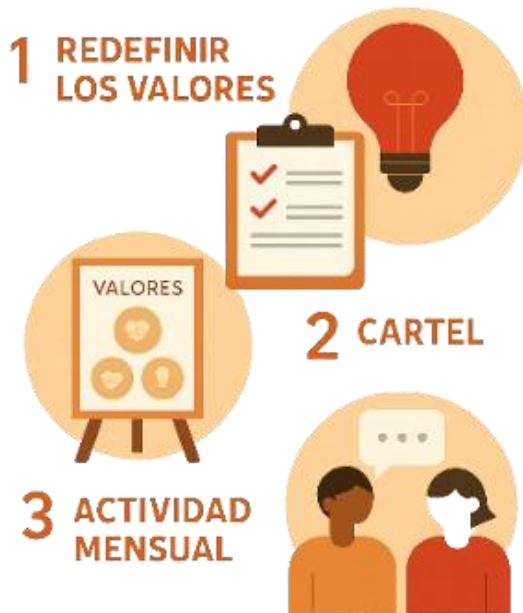 1 REDEFINIR
LOS VALORES
VALORES
2 CARTEL
3 ACTIVIDAD
MENSUAL